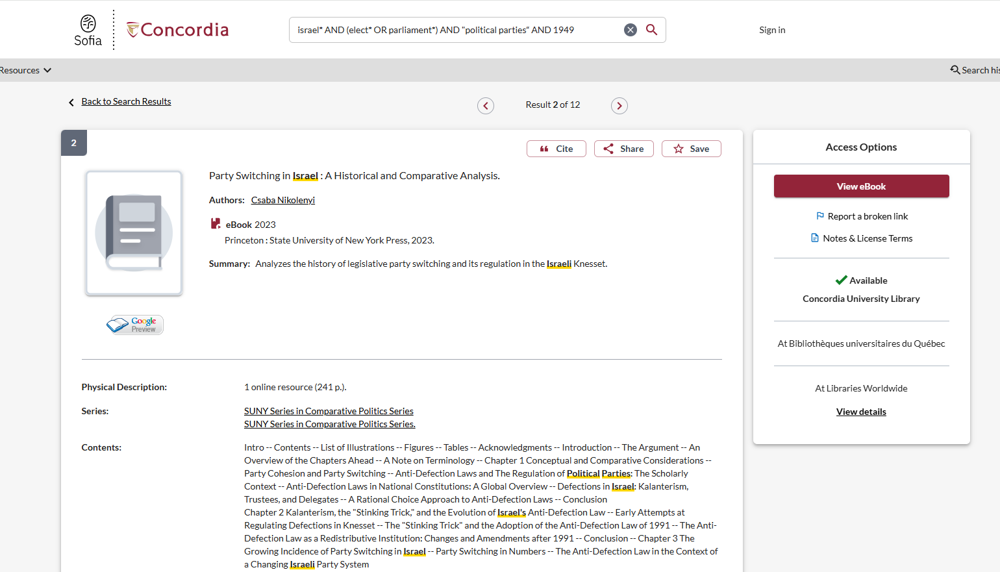 Sofia
Concordia
israel* AND (elect* OR parliament*) AND "political parties“ AND 1949
Sign in
Resources
Search his
Back to Search Results
Result 2 of 12
2
Cite
Share
Save
Party Switching in Israel : A Historical and Comparative Analysis.
Authors: Csaba Nikolenyi
eBook 2023
Princeton : State University of New York Press, 2023.
Summary: Analyzes the history of legislative party switching and its regulation in the Israeli Knesset.
Google
Preview
Physical Description: 1 online resource (241 p.).
Series: SUNY Series in Comparative Politics Series
SUNY Series in Comparative Politics Series.
Contents: Intro -- Contents -- List of Illustrations -- Figures -- Tables -- Acknowledgments -- Introduction -- The Argument -- An
Overview of the Chapters Ahead -- A Note on Terminology -- Chapter 1 Conceptual and Comparative Considerations --
Party Cohesion and Party Switching -- Anti-Defection Laws and The Regulation of Political Parties: The Scholarly
Context -- Anti-Defection Laws in National Constitutions: A Global Overview -- Defections in Israel: Kalanterism,
Trustees, and Delegates -- A Rational Choice Approach to Anti-Defection Laws -- Conclusion
Chapter 2 Kalanterism, the "Stinking Trick," and the Evolution of Israel's Anti-Defection Law -- Early Attempts at
Regulating Defections in Knesset -- The "Stinking Trick" and the Adoption of the Anti-Defection Law of 1991 -- The Anti-
Defection Law as a Redistributive Institution: Changes and Amendments after 1991 -- Conclusion -- Chapter 3 The
Growing Incidence of Party Switching in Israel -- Party Switching in Numbers -- The Anti-Defection Law in the Context of
a Changing Israeli Party System
Access Options
View eBook
Report a broken link
Notes & License Terms
Available
Concordia University Library
At Bibliothèques universitaires du Québec
At Libraries Worldwide
View details